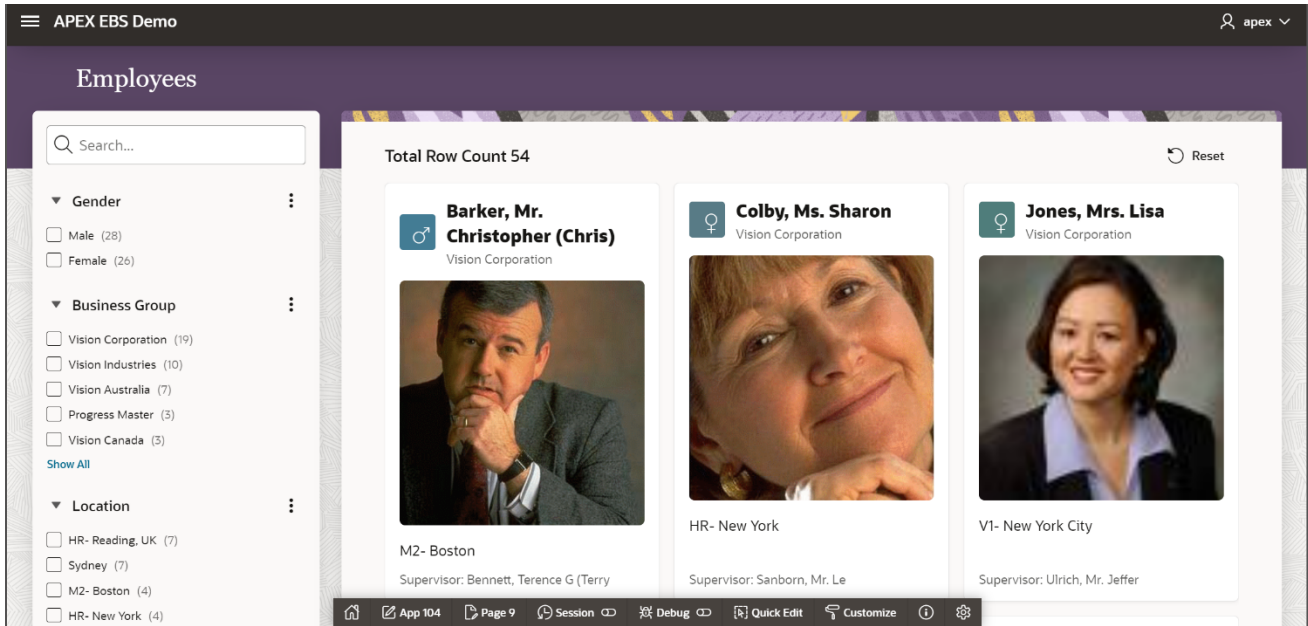 APEX EBS Demo
apex
Employees
Search...
Gender
Male (28)
Female (26)
Business Group
Vision Corporation (19)
Vision Industries (10)
Vision Australia (7)
Progress Master (3)
Vision Canada (3)
Show All
Location
HR- Reading, UK (7)
Sydney (7)
M2- Boston (4)
HR- New York (4)
Total Row Count 54
Reset
Barker, Mr.
Christopher (Chris)
Vision Corporation
M2- Boston
Supervisor: Bennett, Terence G (Terry
Colby, Ms. Sharon
Vision Corporation
HR- New York
Supervisor: Sanborn, Mr. Le
Jones, Mrs. Lisa
Vision Corporation
V1- New York City
Supervisor: Ulrich, Mr. Jeffer
App 104 Page 9 Session Debug Quick Edit Customize